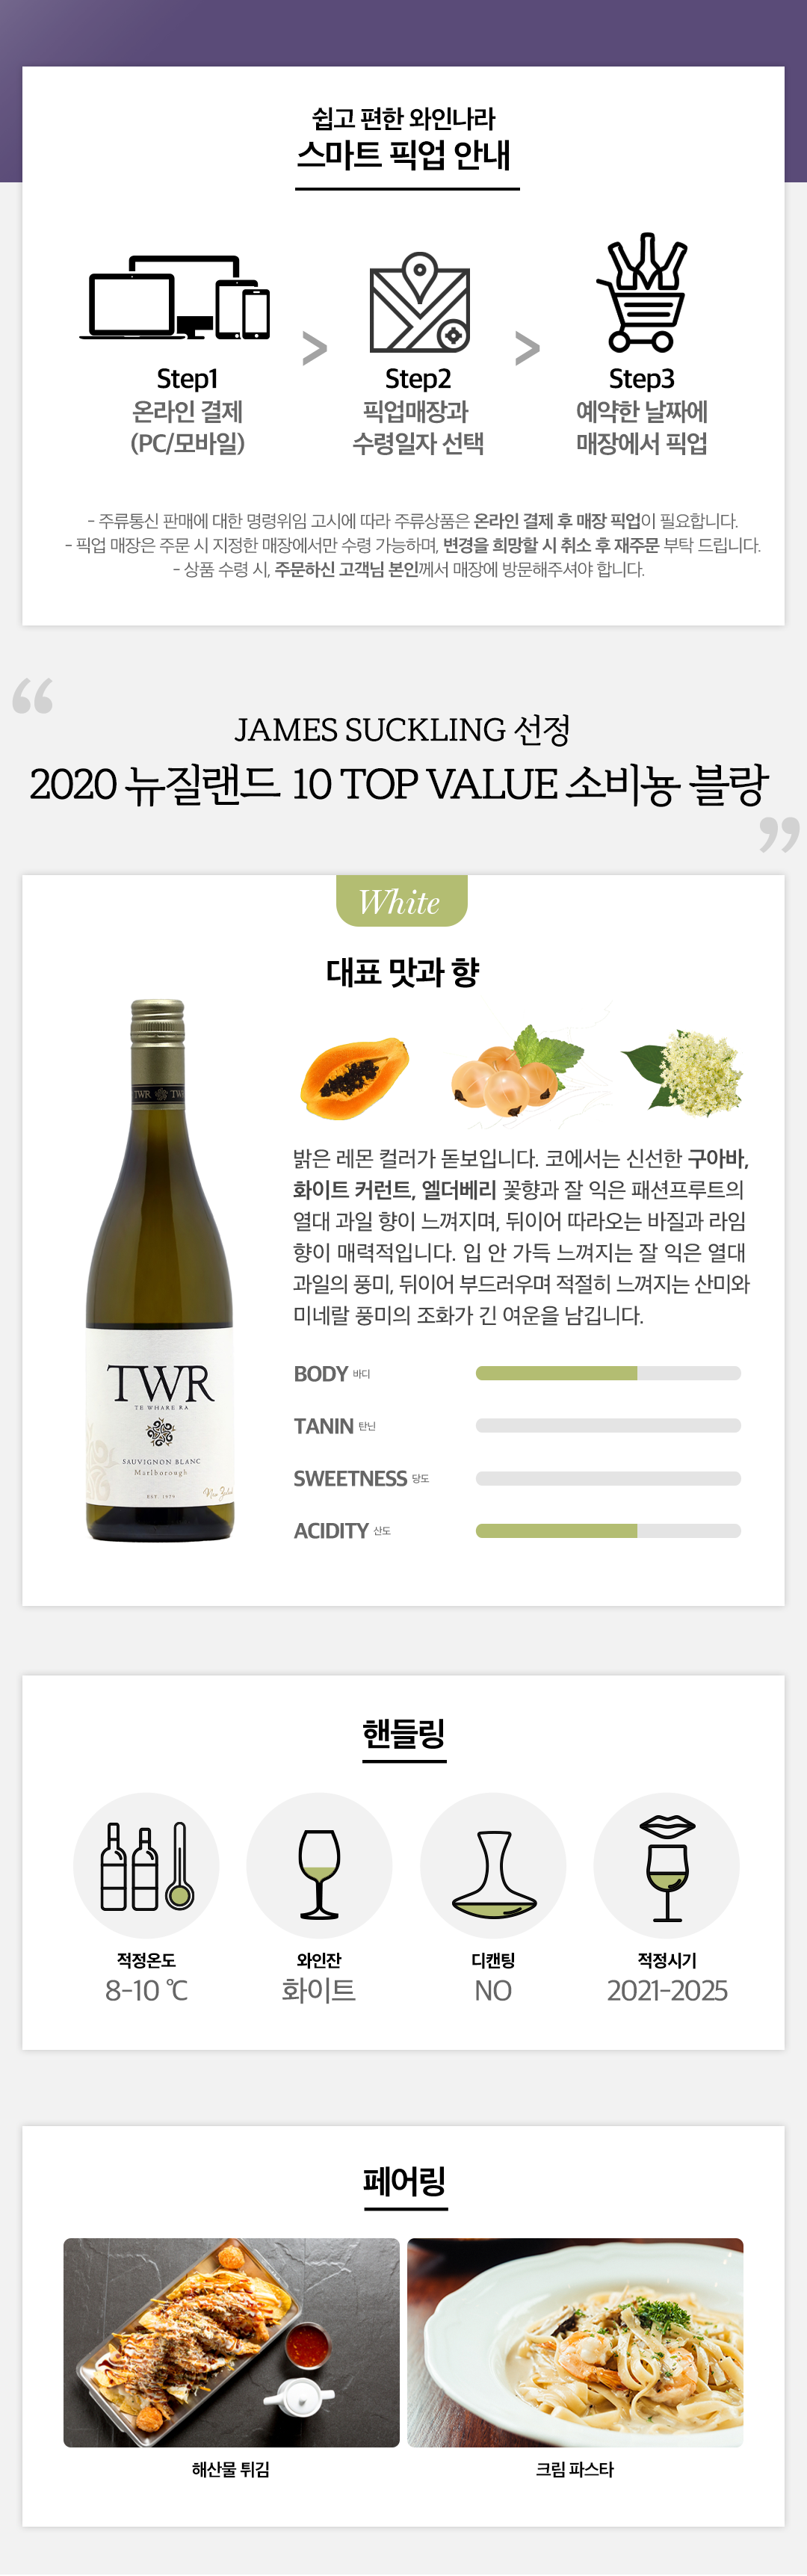 쉽고 편한 와인나라
스마트 픽업 안내
Step1
온라인 결제
(PC/모바일)
>
Step2
픽업매장과
수령일자 선택
>
Step3
예약한 날짜에
매장에서 픽업
- 주류통신 판매에 대한 명령위임 고시에 따라 주류상품은 온라인 결제 후 매장 픽업이 필요합니다.
- 픽업 매장은 주문 시 지정한 매장에서만 수령 가능하며, 변경을 희망할 시 취소 후 재주문 부탁 드립니다.
- 상품 수령 시, 주문하신 고객님 본인께서 매장에 방문해주셔야 합니다.
“
JAMES SUCKLING 선정
2020 뉴질랜드 10 TOP VALUE 소비뇽 블랑
”
White
대표 맛과 향
TWR TW
밝은 레몬 컬러가 돋보입니다. 코에서는 신선한 구아바,
화이트 커런트, 엘더베리 꽃향과 잘 익은 패션프루트의
열대 과일 향이 느껴지며, 뒤이어 따라오는 바질과 라임
향이 매력적입니다. 입 안 가득 느껴지는 잘 익은 열대
과일의 풍미, 뒤이어 부드러우며 적절히 느껴지는 산미와
미네랄 풍미의 조화가 긴 여운을 남깁니다.
TWR
TE WHARE RA
SAUVIGNON BLANC
Marlborough
EST 1979
BODY 바디
TANIN 탄닌
SWEETNESS 당도
ACIDITY 산도
핸들링
적정온도
8-10 ℃
와인잔
화이트
디캔팅
NO
적정시기
2021-2025
페어링
해산물 튀김
크림 파스타